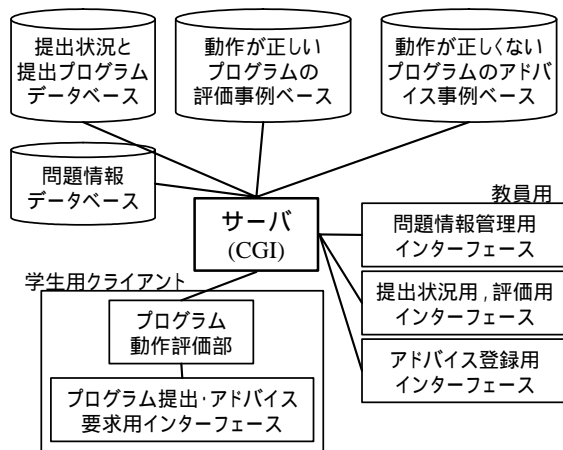 提出状況と
提出プログラム
データベース
動作が正しい
プログラムの
評価事例ベース
動作が正しくない
プログラムのアドバ
イス事例ベース
問題情報
データベース
サーバ
(CGI)
教員用
問題情報管理用
インターフェース
提出状況用,評価用
インターフェース
アドバイス登録用
インターフェース
学生用クライアント
プログラム
動作評価部
プログラム提出・アドバイス
要求用インターフェース